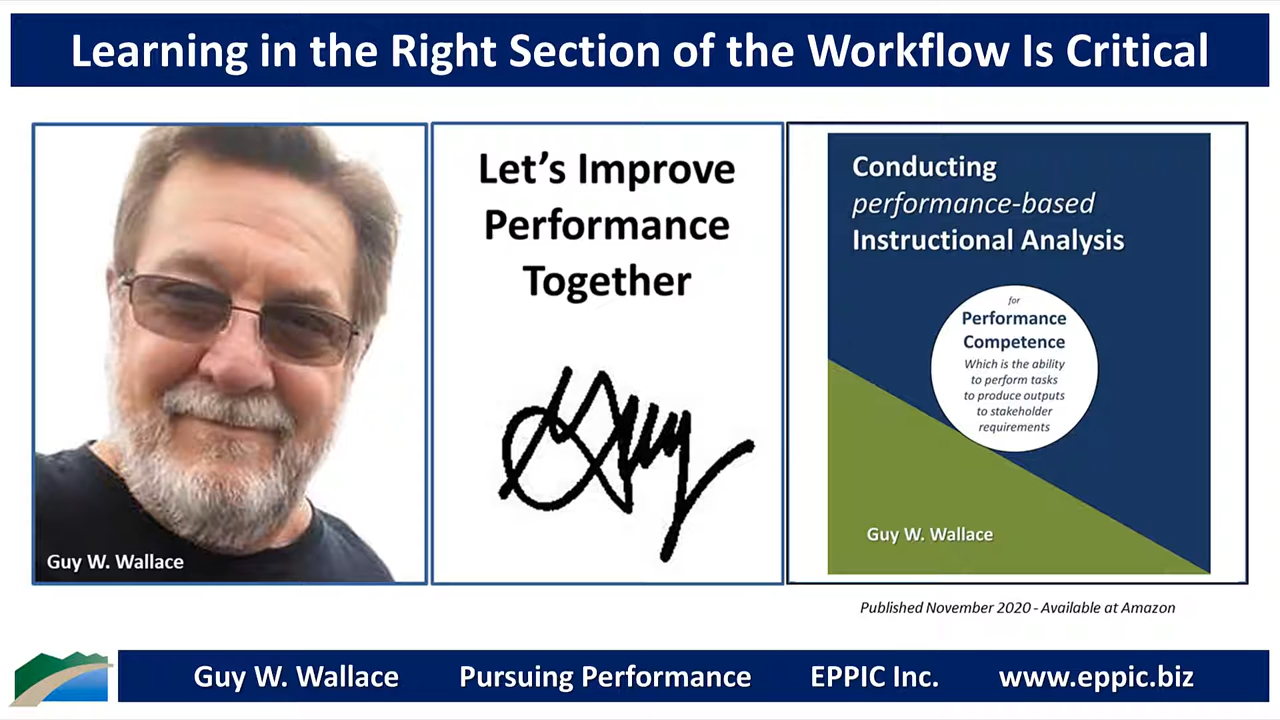 Learning in the Right Section of the Workflow Is Critical
Let's Improve
Performance
Together
Guy
Guy W. Wallace
Conducting
performance-based
Instructional Analysis
for
Performance
Competence
Which is the ability
to perform tasks
to produce outputs
to stakeholder
requirements
Guy W. Wallace
Published November 2020 - Available at Amazon
Guy W. Wallace Pursuing Performance EPPIC Inc. www.eppic.biz